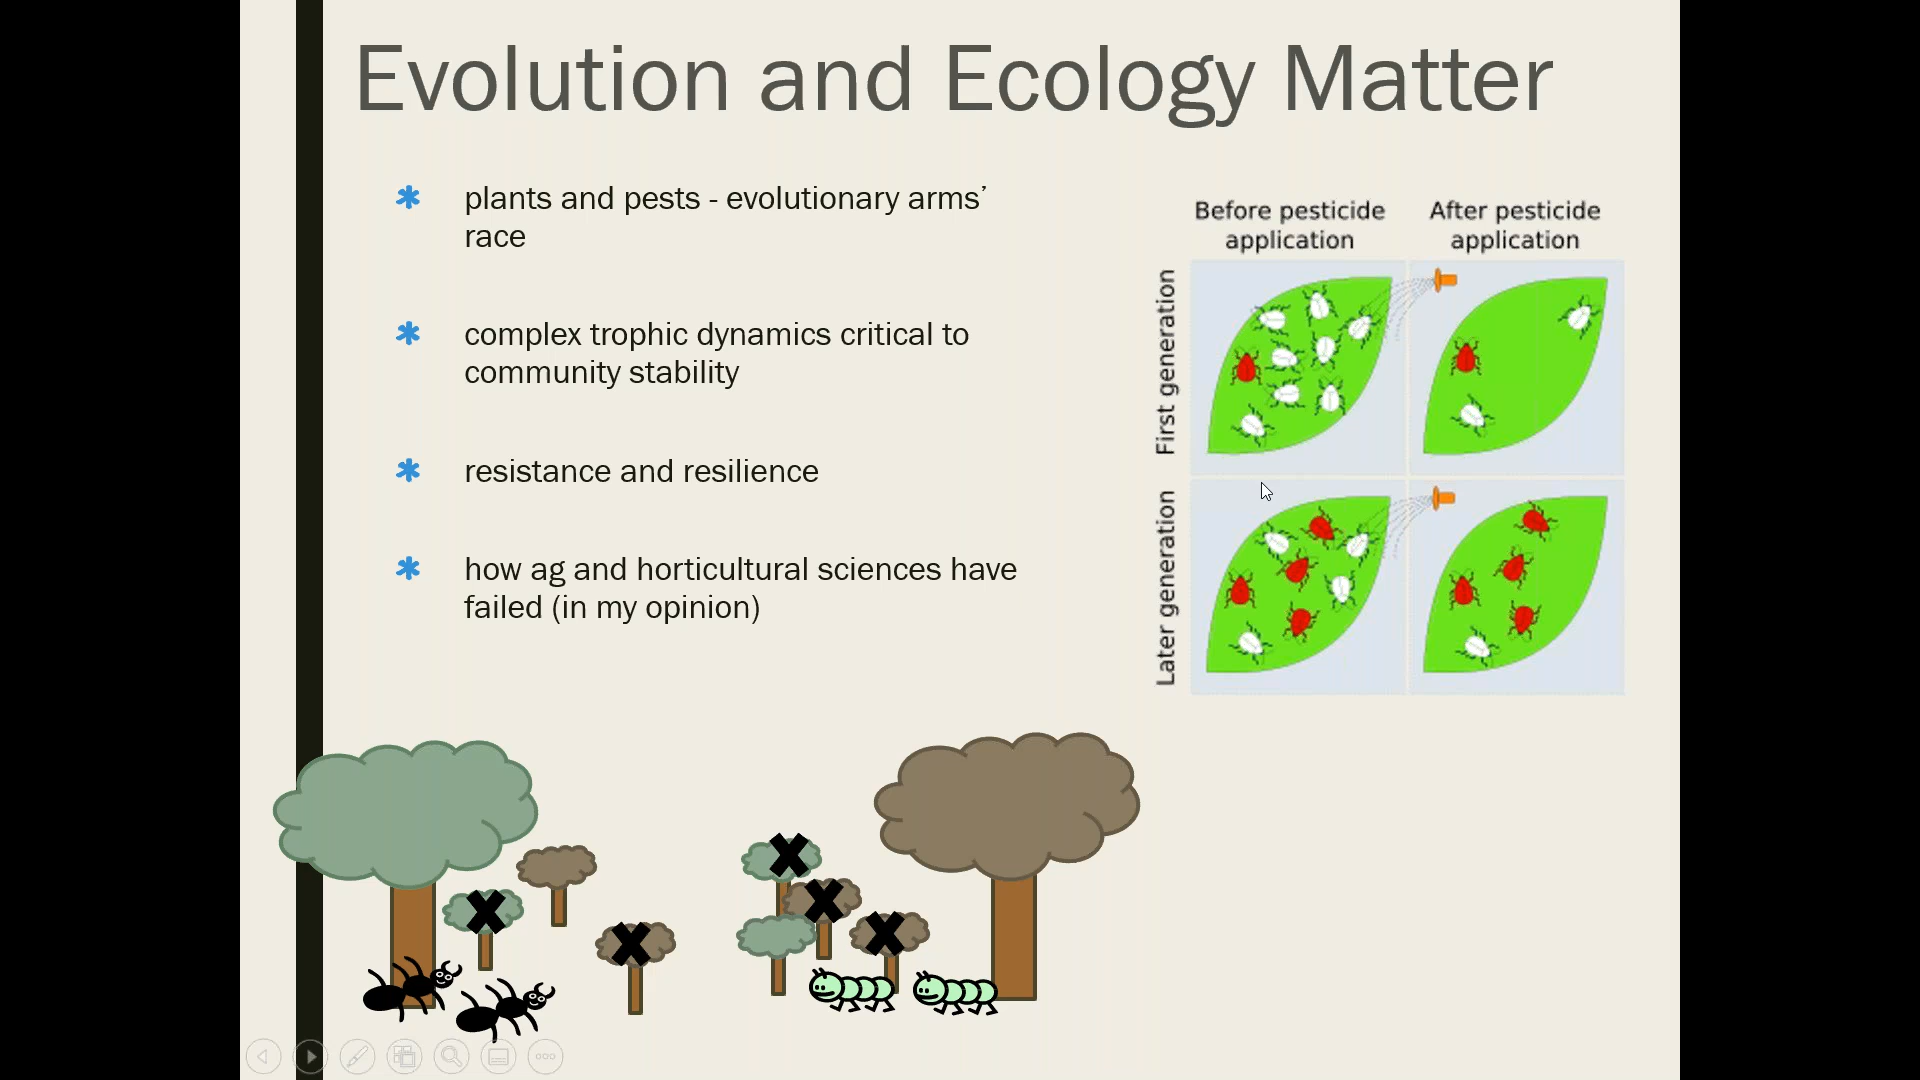 Evolution and Ecology Matter
plants and pests - evolutionary arms’
race
complex trophic dynamics critical to
community stability
resistance and resilience
how ag and horticultural sciences have
failed (in my opinion)
Before pesticide
application
After pesticide
application
First generation
Later generation